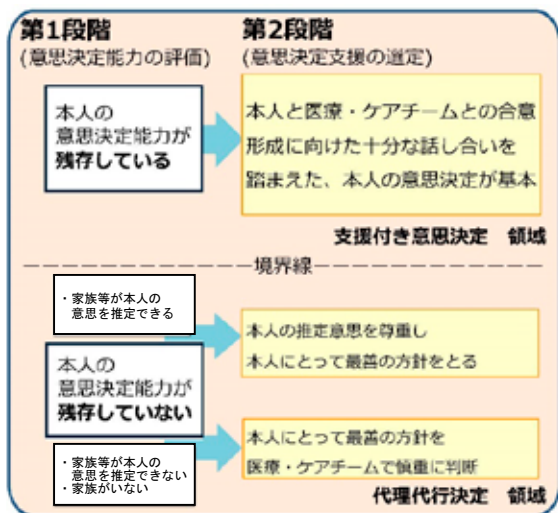 第1段階
(意思決定能力の評価)
第2段階
(意思決定支援の選定)
本人の
意思決定能力が
残存している
本人と医療・ケアチームとの合意
形成に向けた十分な話し合いを
踏まえた、本人の意思決定が基本
支援付き意思決定 領域
境界線
・家族等が本人の
意思を推定できる
本人の推定意思を尊重し
本人にとって最善の方針をとる
本人の
意思決定能力が
残存していない
・家族等が本人の
意思を推定できない
・家族がいない
本人にとって最善の方針を
医療・ケアチームで慎重に判断
代理代行決定 領域